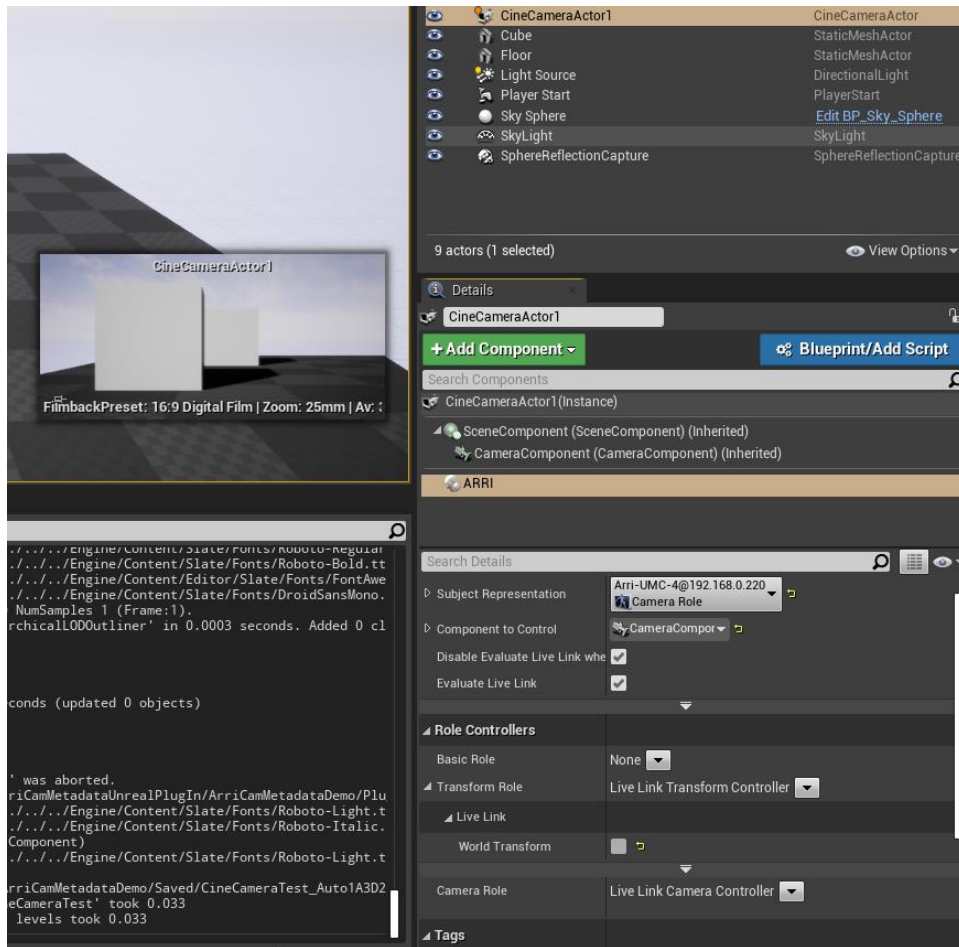 CineCameraActor1 CineCameraActor
Cube StaticMeshActor
Floor StaticMeshActor
Light Source DirectionalLight
Player Start PlayerStart
Sky Sphere Edit BP_Sky_Sphere
SkyLight SkyLight
SphereReflectionCapture SphereReflectionCapture
9 actors (1 selected) View Options
CineCameraActor1
FilmbackPreset: 16:9 Digital Film | Zoom: 25mm | Av:
Details
CineCameraActor1
+Add Component Blueprint/Add Script
Search Components
CineCameraActor1(Instance)
SceneComponent (SceneComponent) (Inherited)
CameraComponent (CameraComponent) (Inherited)
ARRI
./../../Engine/Content/Slate/Fonts/Roboto-Regular
./../../Engine/Content/Slate/Fonts/Roboto-Bold.tt
./../../Engine/Content/Editor/Slate/Fonts/FontAwe
./../../Engine/Content/Slate/Fonts/DroidSansMono.
NumSamples 1 (Frame:1).
rchicalLODOutliner' in 0.0003 seconds. Added 0 cl
conds (updated 0 objects)
' was aborted.
riCamMetadataUnrealPlugIn/ArriCamMetadataDemo/Plu
./../../Engine/Content/Slate/Fonts/Roboto-Light.t
./../../Engine/Content/Slate/Fonts/Roboto-Italic.
Component)
./../../Engine/Content/Slate/Fonts/Roboto-Light.t
rriCamMetadataDemo/Saved/CineCameraTest_Auto1A3D2
eCameraTest' took 0.033
levels took 0.033
Search Details
Subject Representation Arri-UMC-4@192.168.0.220
Camera Role
Component to Control CameraCompor
Disable Evaluate Live Link whe
Evaluate Live Link
Role Controllers
Basic Role None
Transform Role Live Link Transform Controller
Live Link
World Transform
Camera Role Live Link Camera Controller
Tags